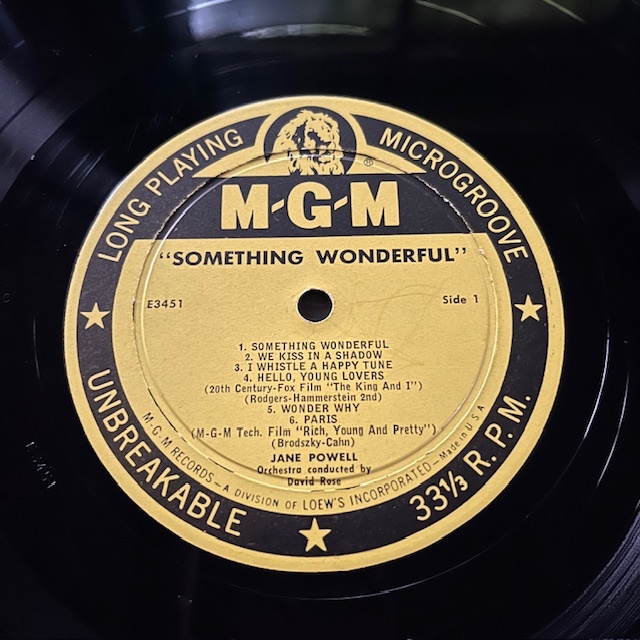 LONG PLAYING MICROGROOVE
®
M-G-M
"SOMETHING WONDERFUL"
E3451 Side 1
1. SOMETHING WONDERFUL
2. WE KISS IN A SHADOW
3. I WHISTLE A HAPPY TUNE
4. HELLO, YOUNG LOVERS
(20th Century-Fox Film "The King And I")
(Rodgers-Hammerstein 2nd)
5. WONDER WHY
6. PARIS
(M-G-M Tech. Film "Rich, Young And Pretty")
(Brodszky-Cahn)
JANE POWELL
Orchestra conducted by
David Rose
M-G-M RECORDS—A DIVISION OF LOEW'S INCORPORATED—Made in U S A
UNBREAKABLE 33⅓ R.P.M.